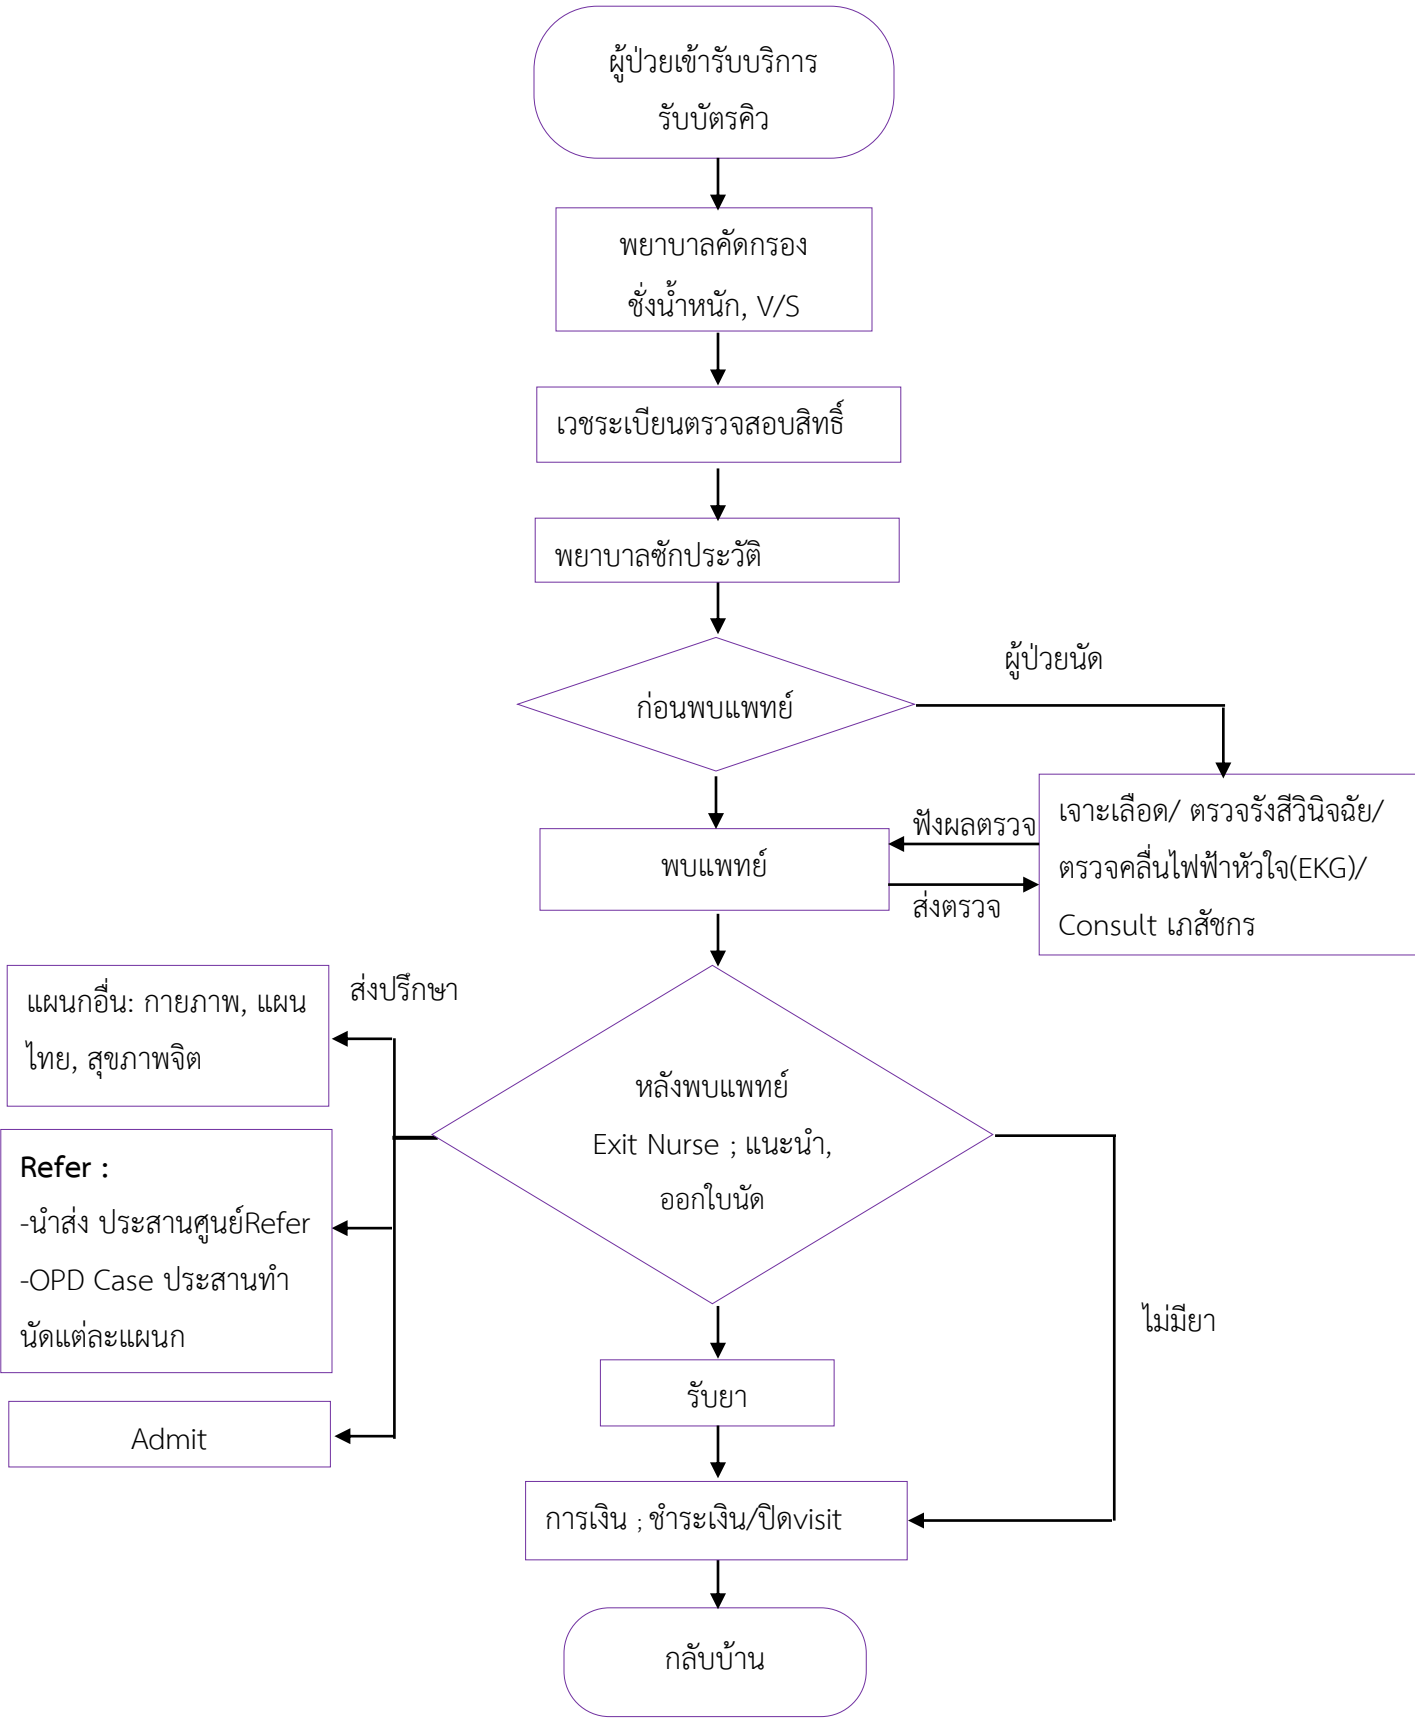 ผู้ป่วยเข้ารับบริการ
รับบัตรคิว
พยาบาลคัดกรอง
ชั่งน้ำหนัก, V/S
เวชระเบียนตรวจสอบสิทธิ์
พยาบาลซักประวัติ
ผู้ป่วยนัด
ก่อนพบแพทย์
เจาะเลือด/ ตรวจรังสีวินิจฉัย/
ตรวจคลื่นไฟฟ้าหัวใจ(EKG)/
Consult เภสัชกร
ฟังผลตรวจ
พบแพทย์
ส่งตรวจ
ส่งปรึกษา
แผนกอื่น: กายภาพ, แผน
ไทย, สุขภาพจิต
หลังพบแพทย์
Exit Nurse ; แนะนำ,
ออกใบนัด
Refer :
-นำส่ง ประสานศูนย์Refer
-OPD Case ประสานทำ
นัดแต่ละแผนก
ไม่มียา
รับยา
Admit
การเงิน ; ชำระเงิน/ปิดvisit
กลับบ้าน